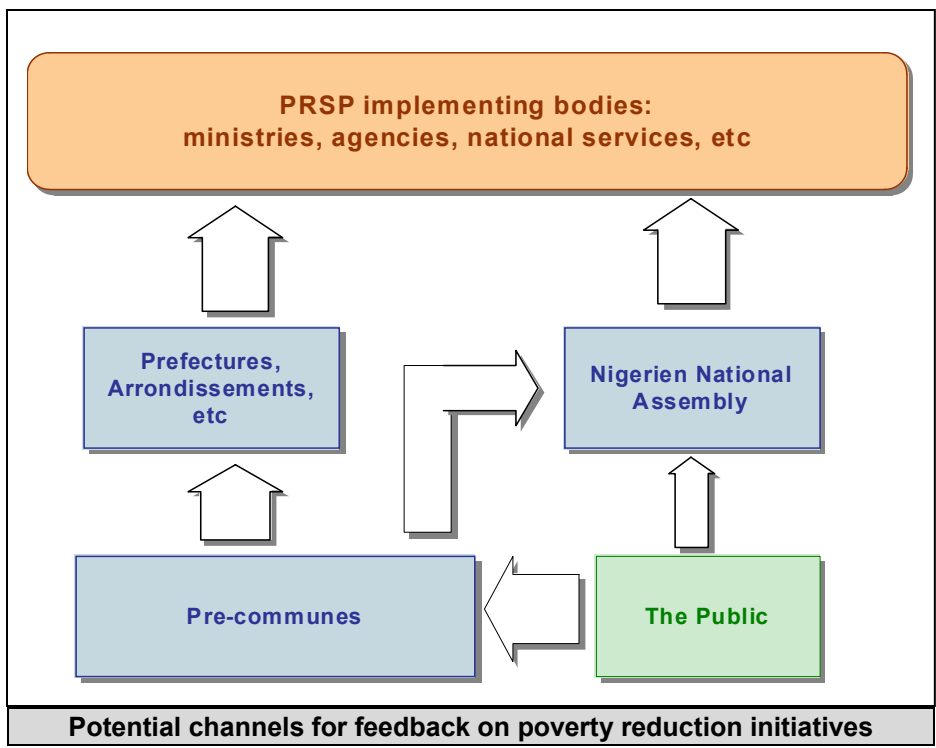 PRSP implementing bodies:
ministries, agencies, national services, etc
Prefectures,
Arrondissements,
etc
Nigerien National
Assembly
Pre-communes
The Public
Potential channels for feedback on poverty reduction initiatives